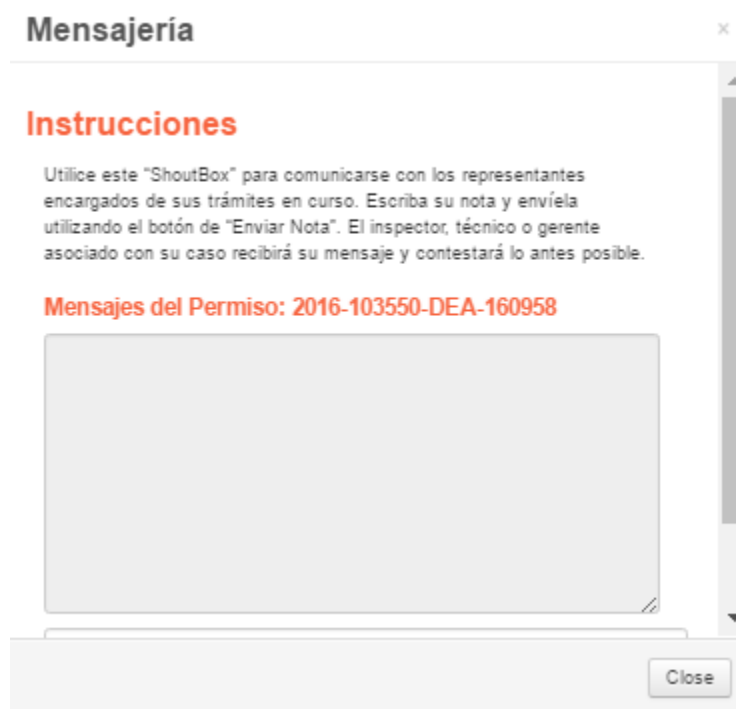 Mensajería
×
Instrucciones
Utilice este "ShoutBox" para comunicarse con los representantes
encargados de sus trámites en curso. Escriba su nota y envíela
utilizando el botón de "Enviar Nota". El inspector, técnico o gerente
asociado con su caso recibirá su mensaje y contestará lo antes posible.
Mensajes del Permiso: 2016-103550-DEA-160958
Close